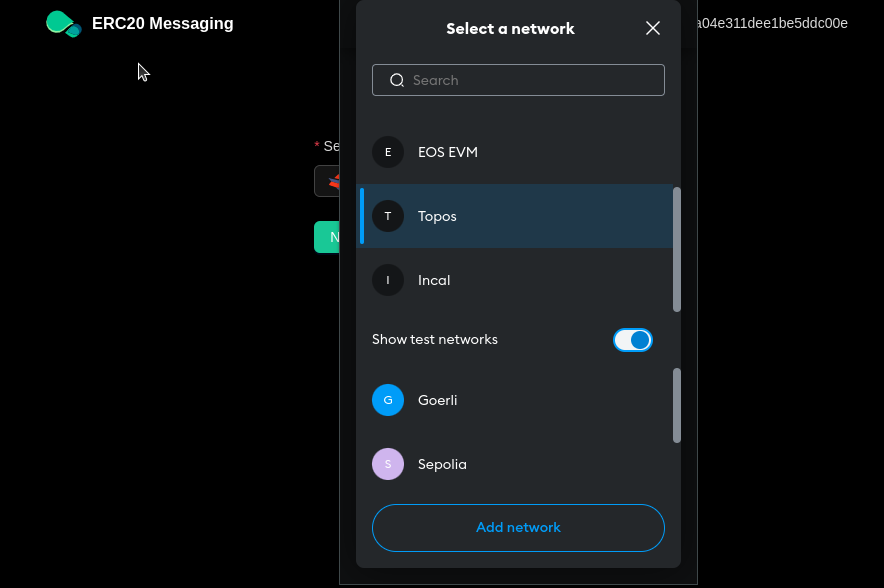 ERC20 Messaging
Select a network
a04e311dee1be5ddc00e
Search
* Se
E
EOS EVM
T
Topos
N
I
Incal
Show test networks
G
Goerli
S
Sepolia
Add network